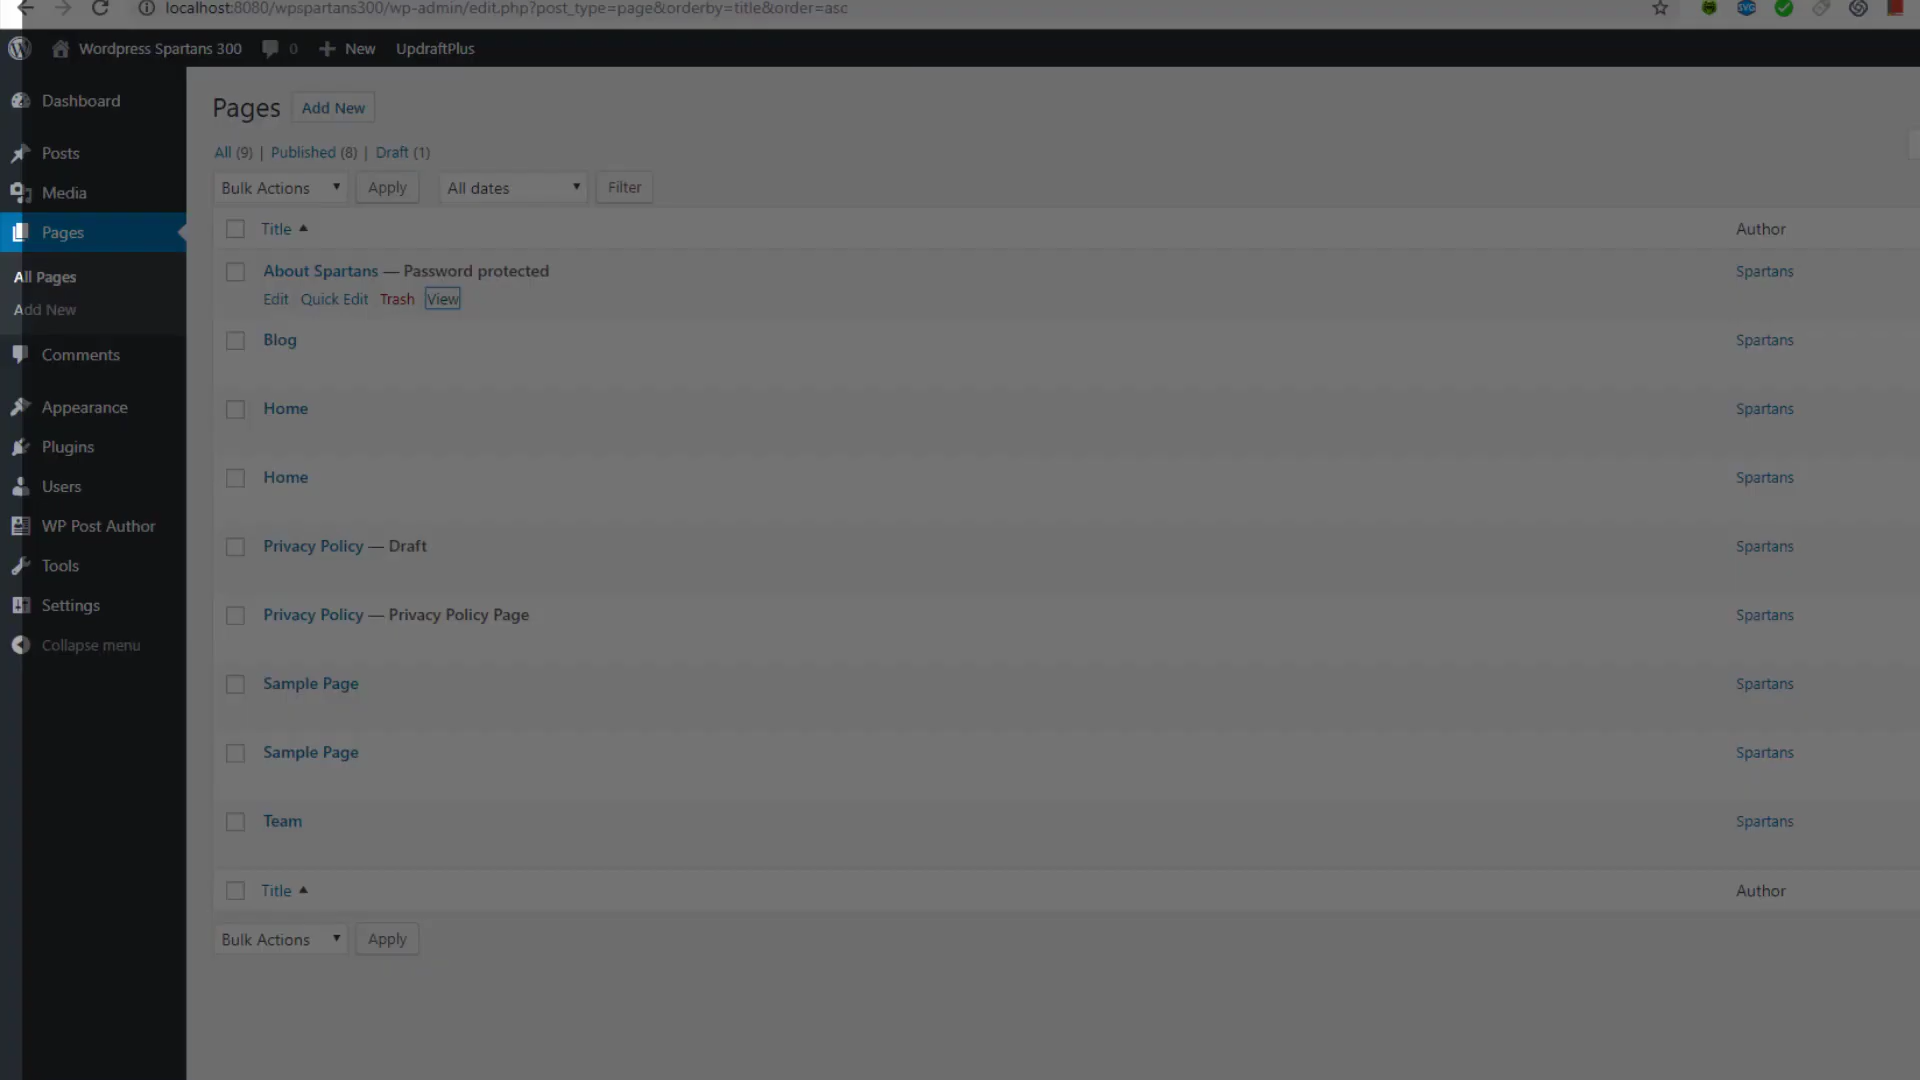 localhost:8080/wpspartans300/wp-admin/edit.php?post_type=page&orderby=title&order=asc
SVG
Wordpress Spartans 300 0 New UpdraftPlus
Dashboard
Posts
Media
Pages
All Pages
Add New
Comments
Appearance
Plugins
Users
WP Post Author
Tools
Settings
Collapse menu
Pages Add New
All (9) | Published (8) | Draft (1)
Bulk Actions Apply All dates Filter
Title Author
About Spartans — Password protected Spartans
Edit Quick Edit Trash View
Blog Spartans
Home Spartans
Home Spartans
Privacy Policy — Draft Spartans
Privacy Policy — Privacy Policy Page Spartans
Sample Page Spartans
Sample Page Spartans
Team Spartans
Title Author
Bulk Actions Apply